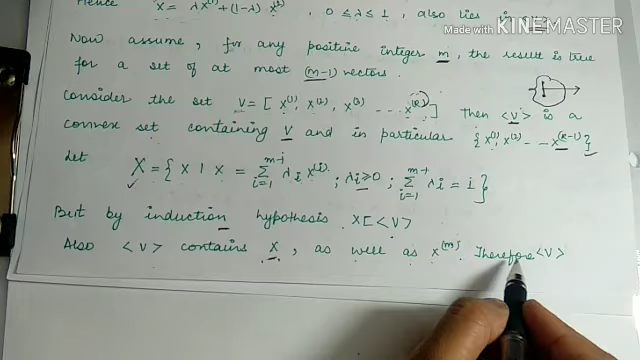 Hence x = λx⁽¹⁾ + (1-λ) x⁽²⁾, 0 ≤ λ ≤ 1, also lies in
Made with
KINEMASTER
Now assume, for any positive integer m, the result is true
for a set of at most (m-1) vectors.
Consider the set V = [ x⁽¹⁾, x⁽²⁾, x⁽³⁾ ---- x⁽ᵏ⁾ ] Then <V> is a
convex set containing V and in particular {x⁽¹⁾, x⁽²⁾ - -- x⁽ᵏ⁻¹⁾}
Let
X = { x | x = Σ_{i=1}^{m-1} λi x⁽ⁱ⁾ ; λi ≥ 0 ; Σ_{i=1}^{m-1} λi = 1 }
But by induction hypothesis X ⊏ <V>
Also <V> contains X, as well as x⁽ᵐ⁾. Therefore <V>